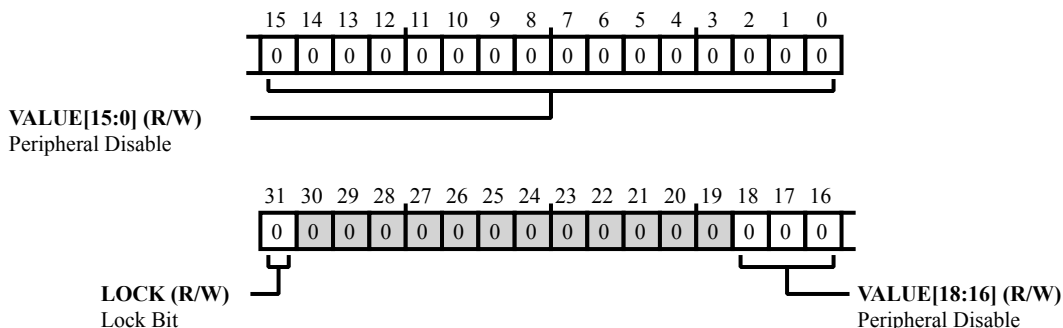 15 14 13 12 11 10 9 8 7 6 5 4 3 2 1 0
0 0 0 0 0 0 0 0 0 0 0 0 0 0 0 0
VALUE[15:0] (R/W)
Peripheral Disable
31 30 29 28 27 26 25 24 23 22 21 20 19 18 17 16
0 0 0 0 0 0 0 0 0 0 0 0 0 0 0 0
LOCK (R/W)
Lock Bit
VALUE[18:16] (R/W)
Peripheral Disable